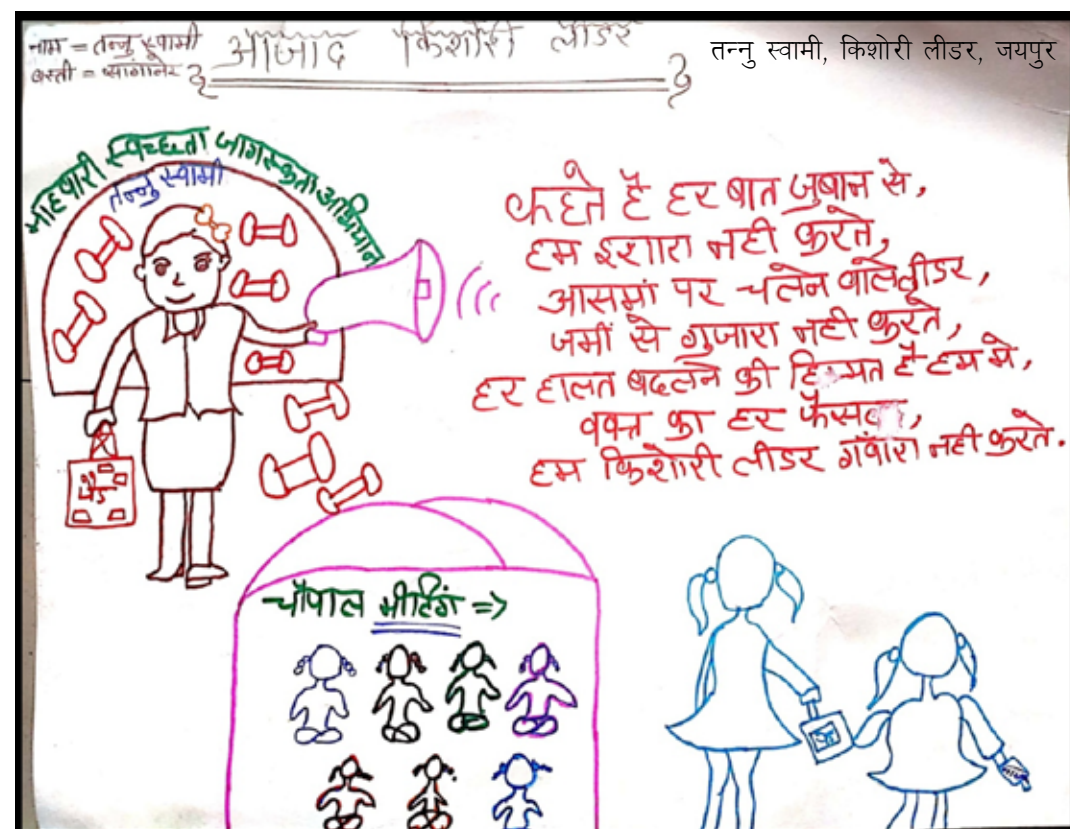 नाम = तन्नु स्वामी
बस्ती = सांगानेर
आजाद किशोरी लीडर
तन्नु स्वामी, किशोरी लीडर, जयपुर
माहवारी स्वच्छता जागरूकता अभियान
तन्नु स्वामी
कहते है हर बात जुबान से,
हम इशारा नही करते,
आसमां पर चलने वाले लीडर,
जमीं से गुजारा नही करते,
हर हालत बदलने की हिम्मत है हम मे,
वक्त का हर फैसला,
हम किशोरी लीडर गंवारा नही करते.
पैड
चौपाल मीटिंग =>